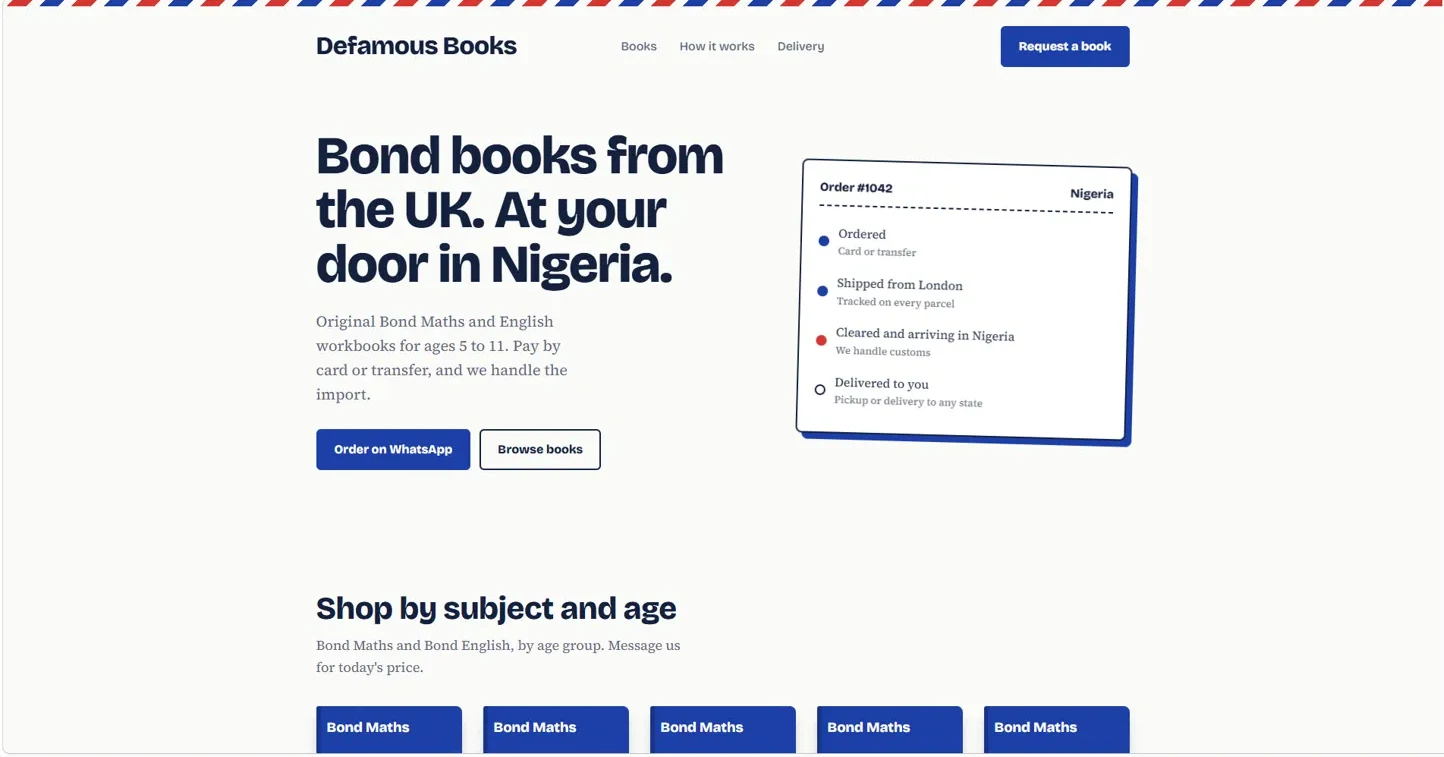 Defamous Books
Books
How it works
Delivery
Request a book
Bond books from
the UK. At your
door in Nigeria.
Original Bond Maths and English
workbooks for ages 5 to 11. Pay by
card or transfer, and we handle the
import.
Order on WhatsApp
Browse books
Order #1042
Nigeria
Ordered
Card or transfer
Shipped from London
Tracked on every parcel
Cleared and arriving in Nigeria
We handle customs
Delivered to you
Pickup or delivery to any state
Shop by subject and age
Bond Maths and Bond English, by age group. Message us
for today's price.
Bond Maths
Bond Maths
Bond Maths
Bond Maths
Bond Maths